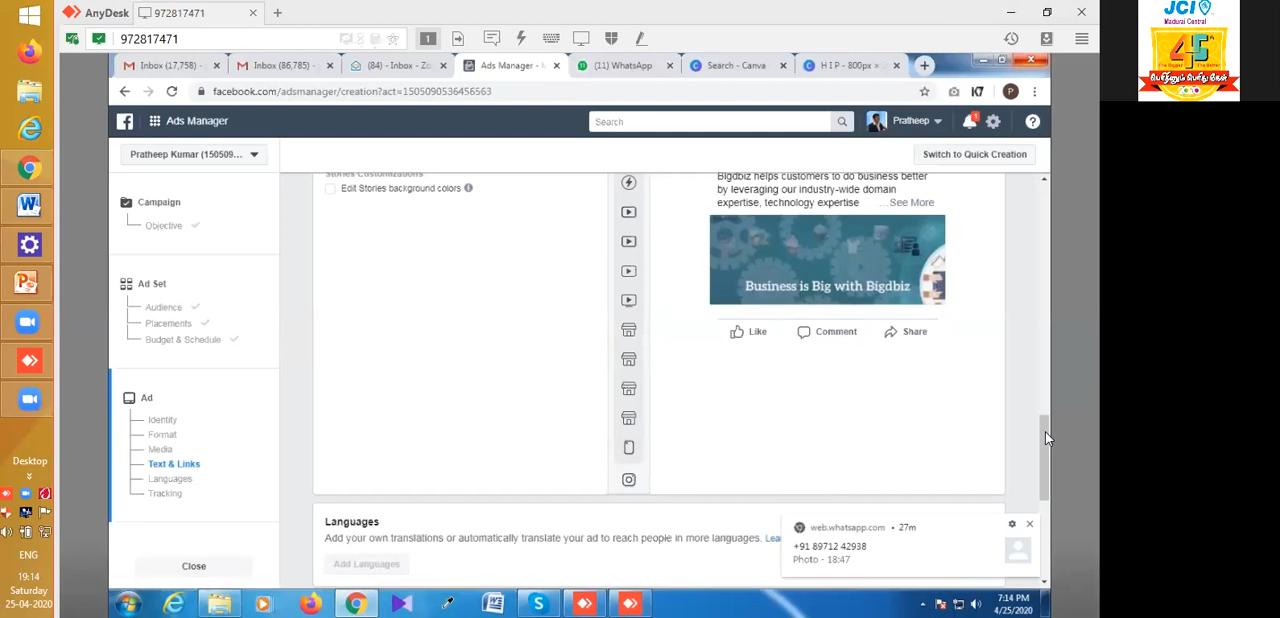 AnyDesk
972817471
972817471
1
Inbox (17,758) -
Inbox (86,785) -
(84) - Inbox - Zo
Ads Manager -
(11) WhatsApp
Search - Canva
H I P - 800px ×
facebook.com/adsmanager/creation?act=1505090536456563
Ads Manager
Search
Pratheep
Pratheep Kumar (150509...
Switch to Quick Creation
Stories Customizations
Edit Stories background colors
Bigdbiz helps customers to do business better
by leveraging our industry-wide domain
expertise, technology expertise ...See More
Business is Big with Bigdbiz
Like
Comment
Share
Campaign
Objective
Ad Set
Audience
Placements
Budget & Schedule
Ad
Identity
Format
Media
Text & Links
Languages
Tracking
Close
Languages
Add your own translations or automatically translate your ad to reach people in more languages.
Add Languages
web.whatsapp.com • 27m
+91 89712 42938
Photo - 18:47
7:14 PM
4/25/2020
Desktop
ENG
19:14
Saturday
25-04-2020
JCI
Madurai Central
45
2020